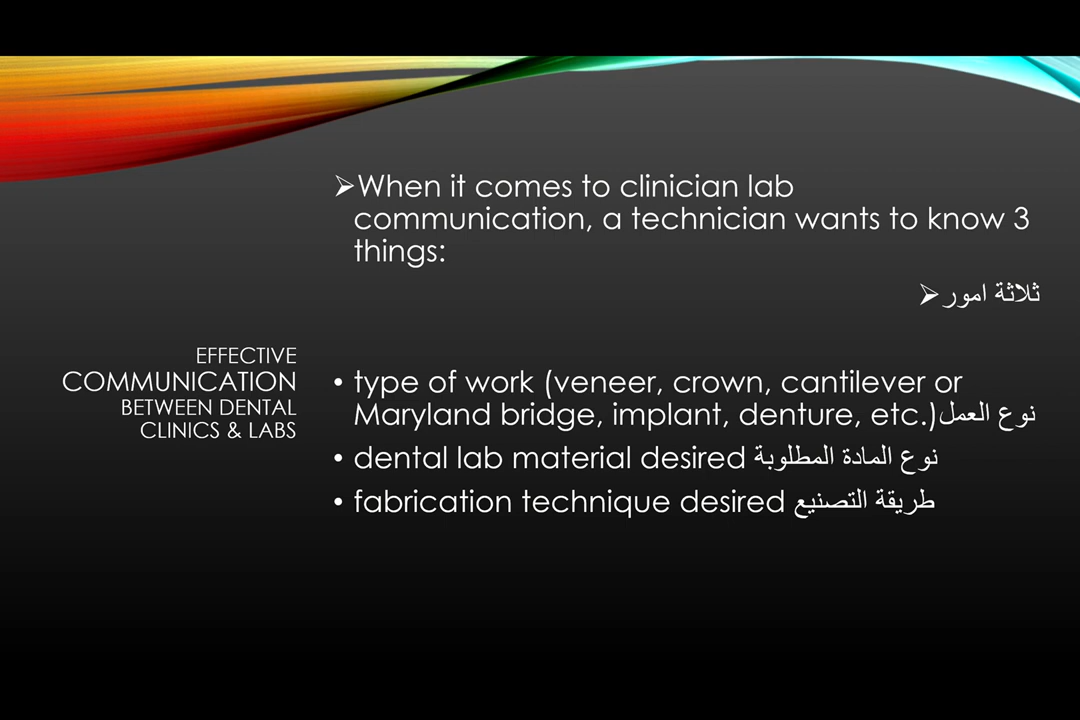 ➢When it comes to clinician lab
communication, a technician wants to know 3
things:
➢ثلاثة امور
EFFECTIVE
COMMUNICATION
BETWEEN DENTAL
CLINICS & LABS
• type of work (veneer, crown, cantilever or
Maryland bridge, implant, denture, etc.)نوع العمل
• dental lab material desired نوع المادة المطلوبة
• fabrication technique desired طريقة التصنيع